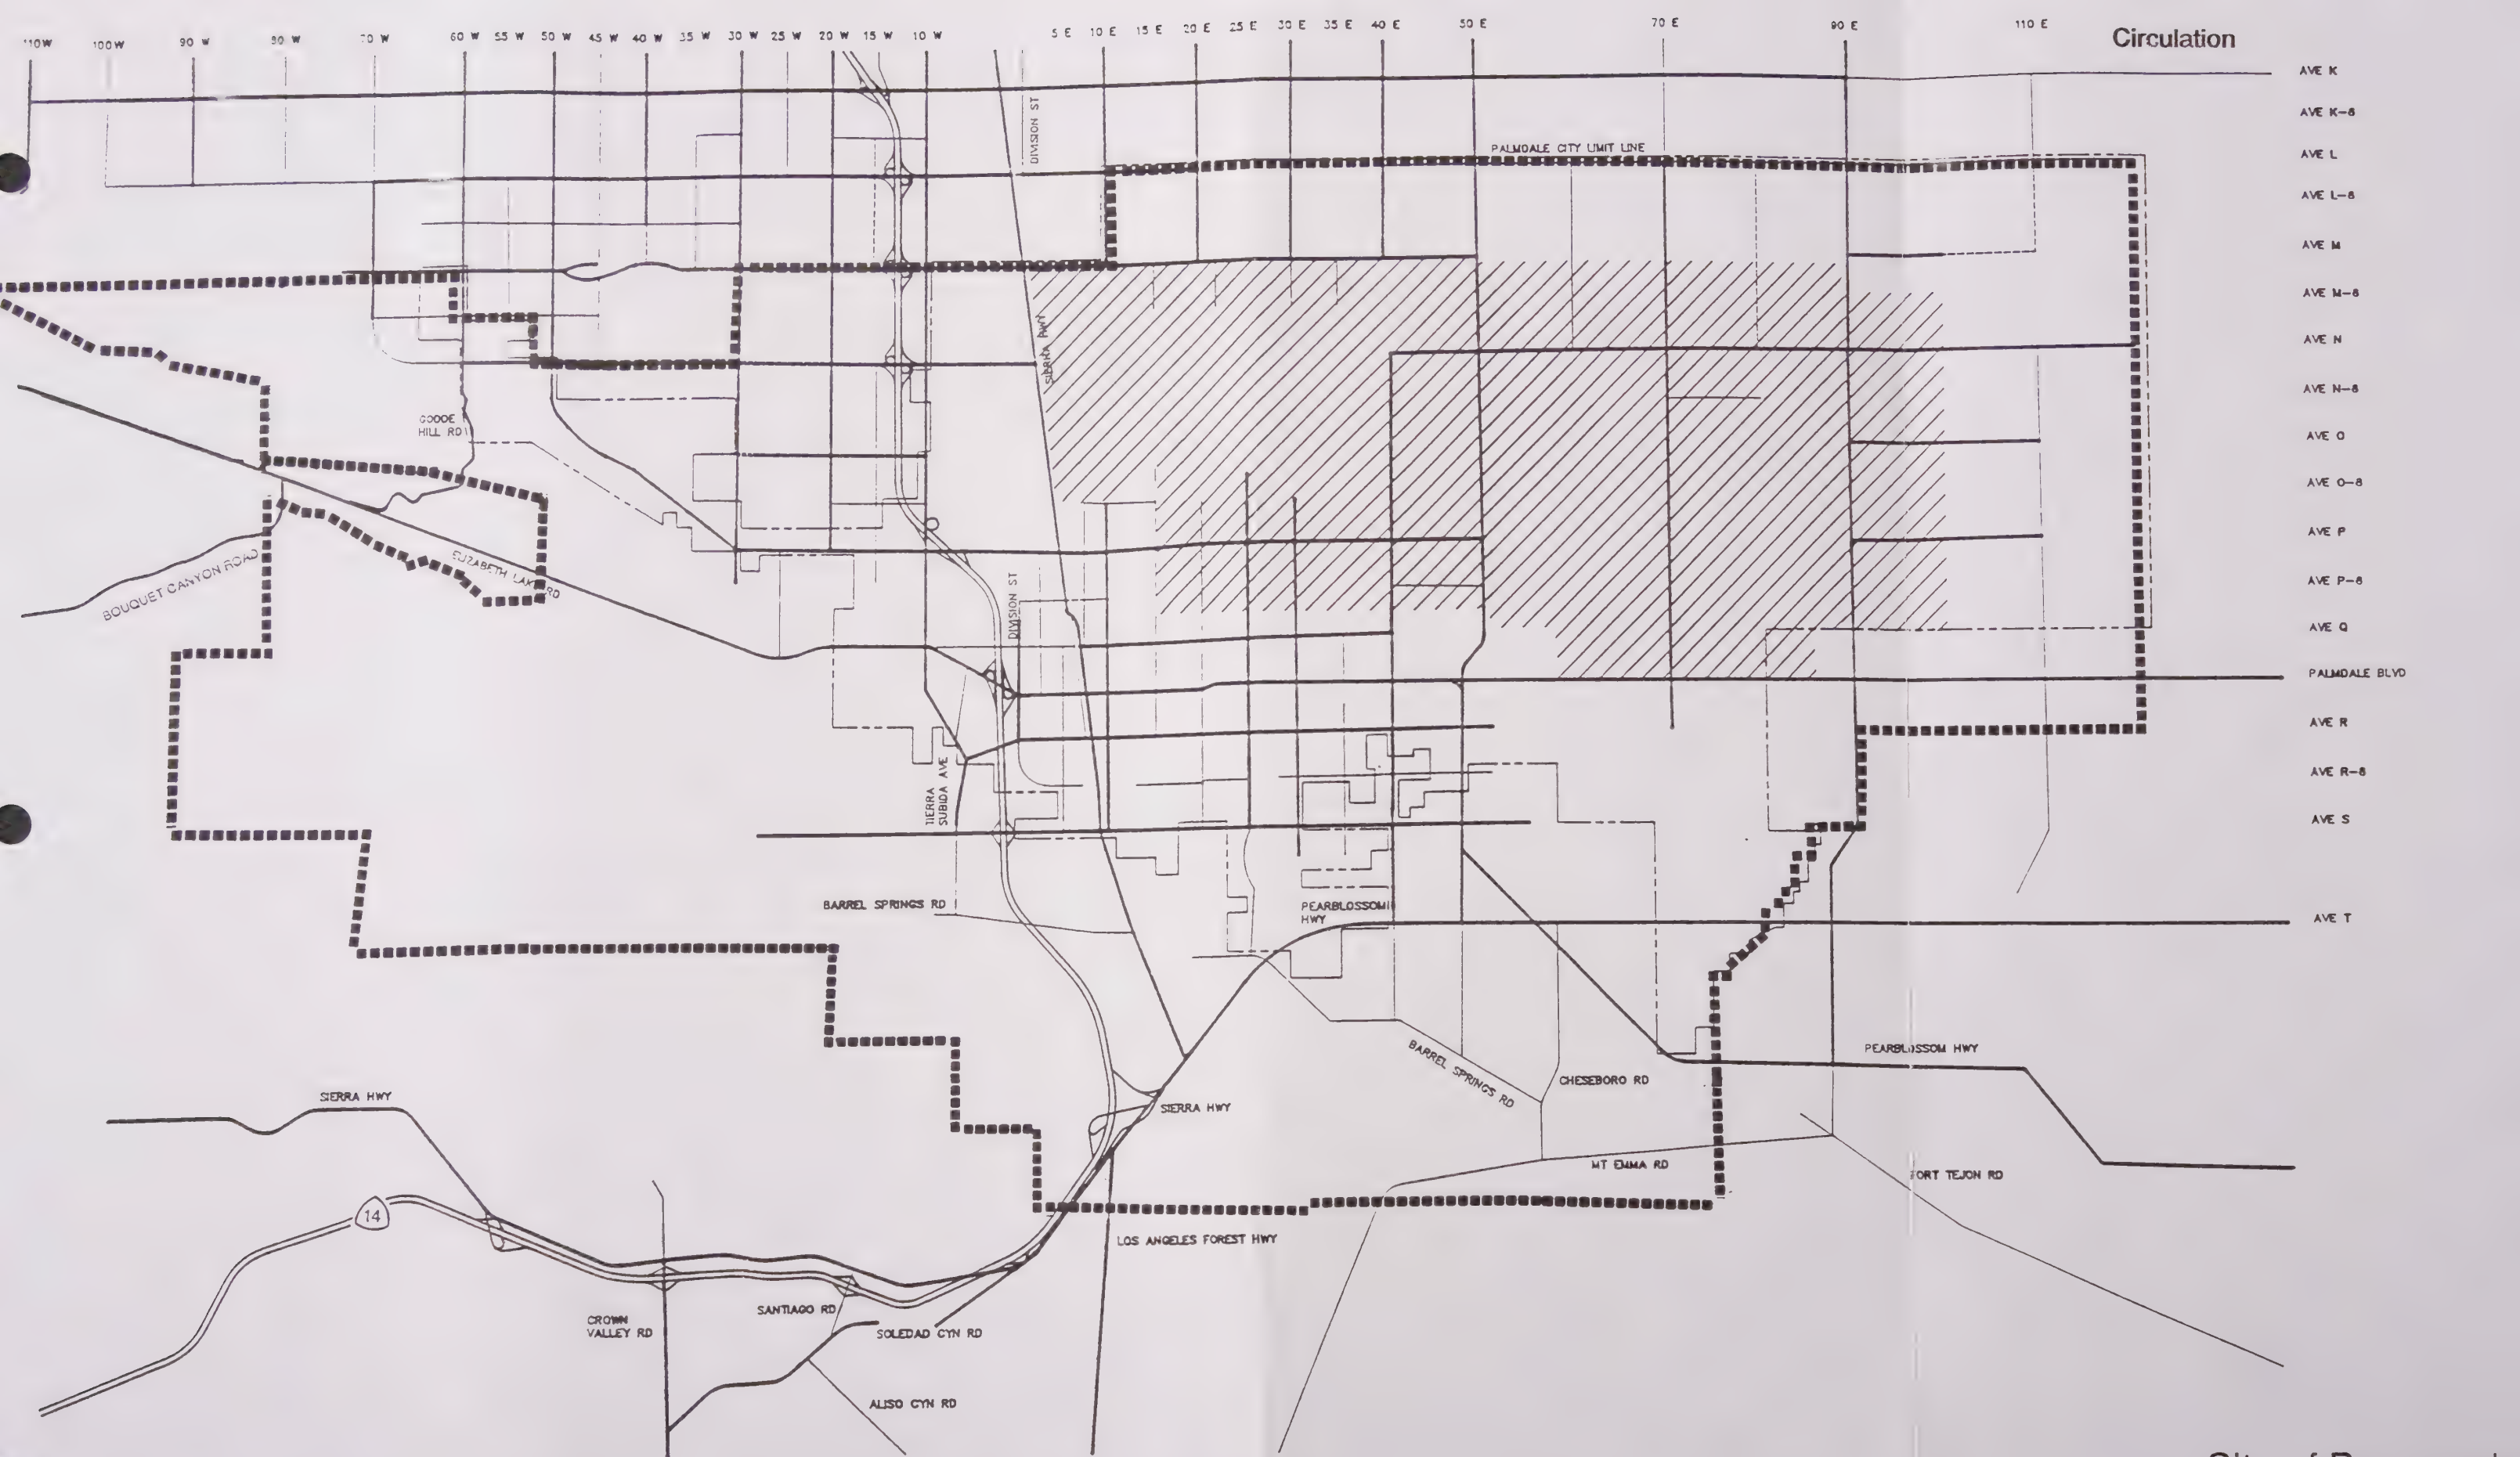 110 W 100 W 90 W 80 W 70 W 60 W 55 W 50 W 45 W 40 W 35 W 30 W 25 W 20 W 15 W 10 W 5 E 10 E 15 E 20 E 25 E 30 E 35 E 40 E 50 E 70 E 90 E 110 E
Circulation
AVE K
AVE K-8
DIVISION ST
PALMDALE CITY LIMIT LINE
AVE L
AVE L-8
AVE M
AVE M-8
SIERRA HWY
AVE N
AVE N-8
GODDE
HILL RD
AVE O
AVE O-8
AVE P
BOUQUET CANYON ROAD
ELIZABETH LAKE RD
DIVISION ST
AVE P-8
AVE Q
PALMDALE BLVD
AVE R
AVE R-8
TIERRA
SUBIDA AVE
AVE S
BARREL SPRINGS RD
PEARBLOSSOM
HWY
AVE T
PEARBLOSSOM HWY
BARREL SPRINGS RD
CHESEBORO RD
SIERRA HWY
SIERRA HWY
MT EMMA RD
FORT TEJON RD
14
LOS ANGELES FOREST HWY
SANTIAGO RD
CROWN
VALLEY RD
SOLEDAD CYN RD
ALISO CYN RD